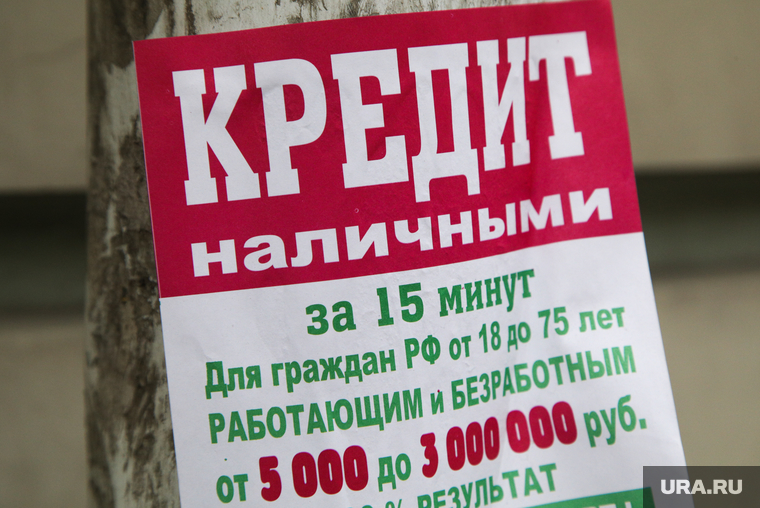 КРЕДИТ
наличными
за 15 минут
Для граждан РФ от 18 до 75 лет
РАБОТАЮЩИМ и БЕЗРАБОТНЫМ
от 5 000 до 3 000 000 руб.
% РЕЗУЛЬТАТ
URA.RU